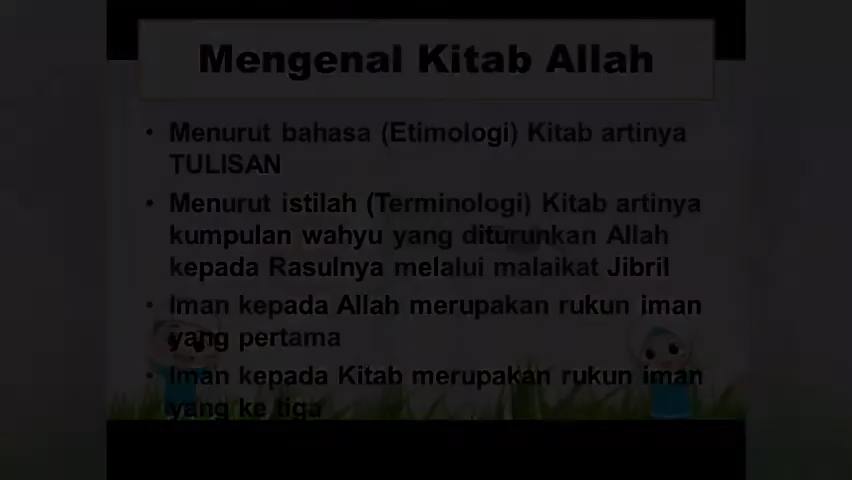 Mengenal Kitab Allah
• Menurut bahasa (Etimologi) Kitab artinya
TULISAN
• Menurut istilah (Terminologi) Kitab artinya
kumpulan wahyu yang diturunkan Allah
kepada Rasulnya melalui malaikat Jibril
• Iman kepada Allah merupakan rukun iman
yang pertama
• Iman kepada Kitab merupakan rukun iman
yang ke tiga